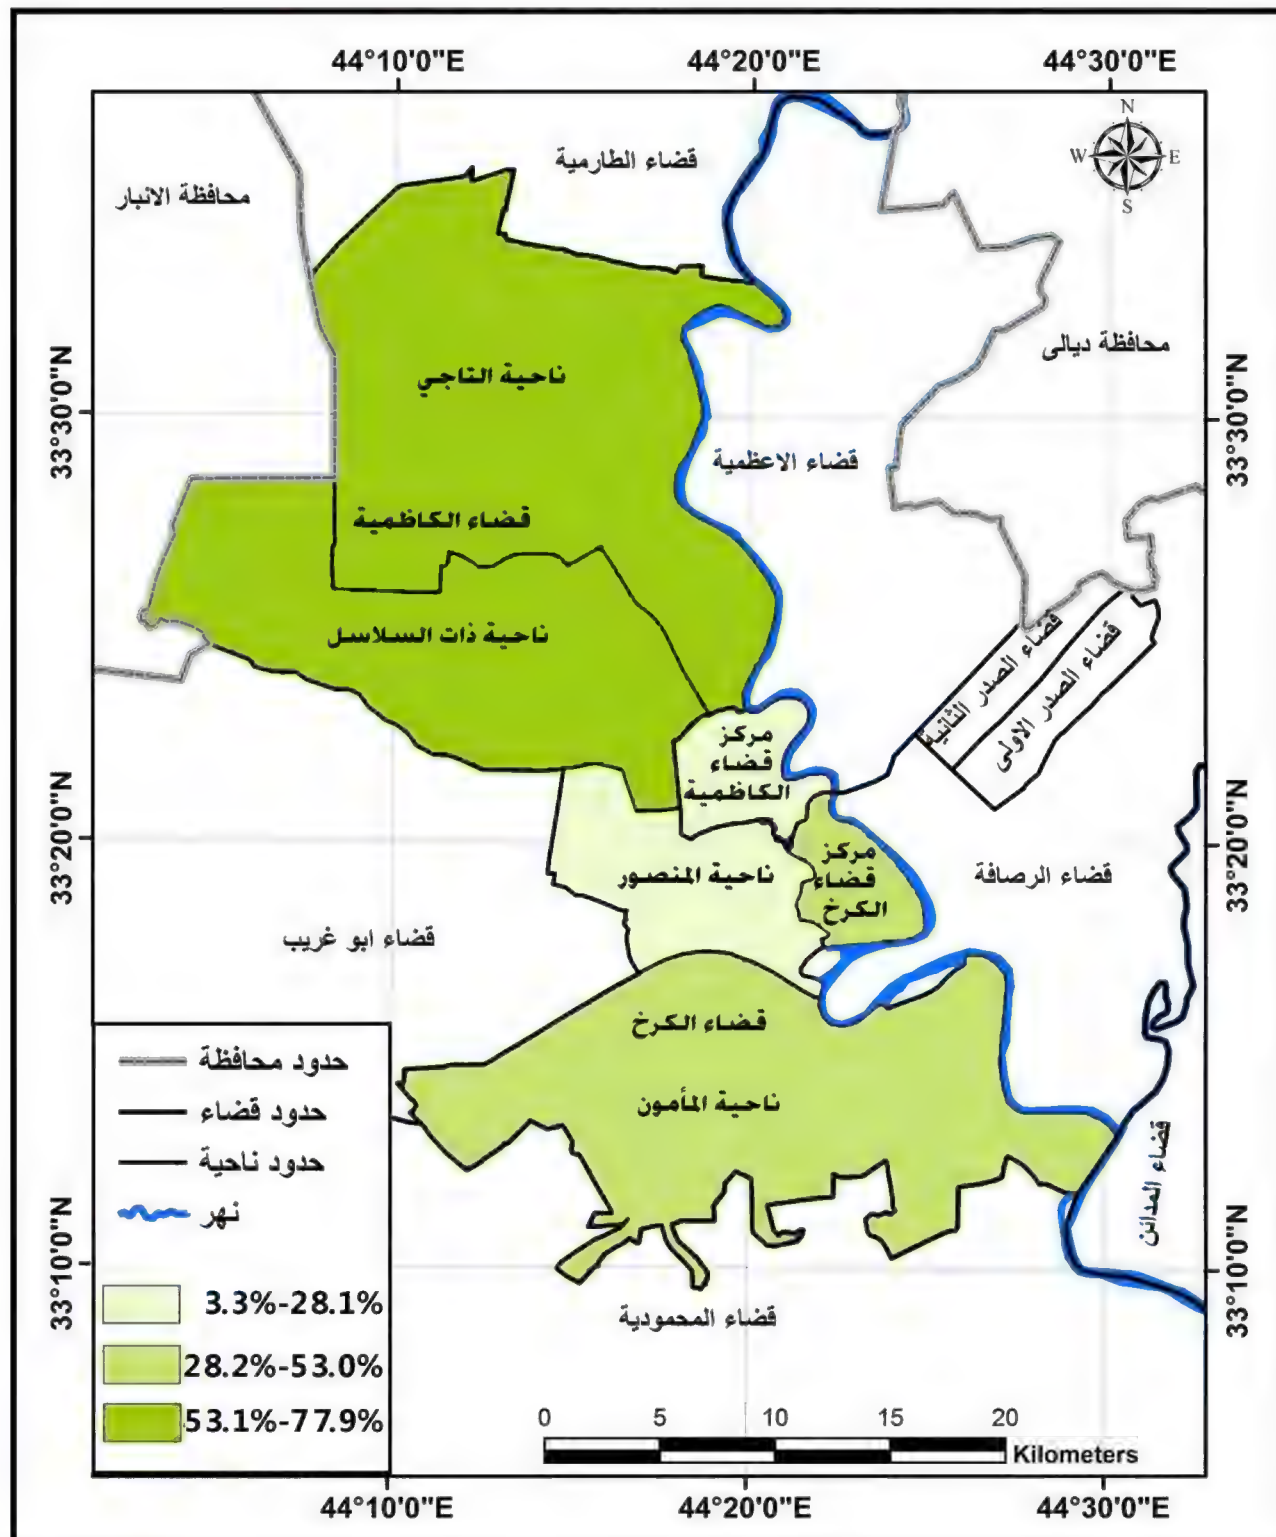 44°10'0"E 44°20'0"E 44°30'0"E
N
W E
S
قضاء الطارمية
محافظة الانبار
محافظة ديالى
33°30'0"N
33°30'0"N
ناحية التاجي
قضاء الاعظمية
قضاء الكاظمية
ناحية ذات السلاسل
قضاء الصدر الثانية
قضاء الصدر الاولى
مركز
قضاء
الكاظمية
33°20'0"N
33°20'0"N
مركز
قضاء
الكرخ
ناحية المنصور
قضاء الرصافة
قضاء ابو غريب
قضاء الكرخ
ناحية المأمون
قضاء المدائن
قضاء المحمودية
33°10'0"N
33°10'0"N
حدود محافظة
حدود قضاء
حدود ناحية
نهر
3.3%-28.1%
28.2%-53.0%
53.1%-77.9%
0 5 10 15 20
Kilometers
44°10'0"E 44°20'0"E 44°30'0"E